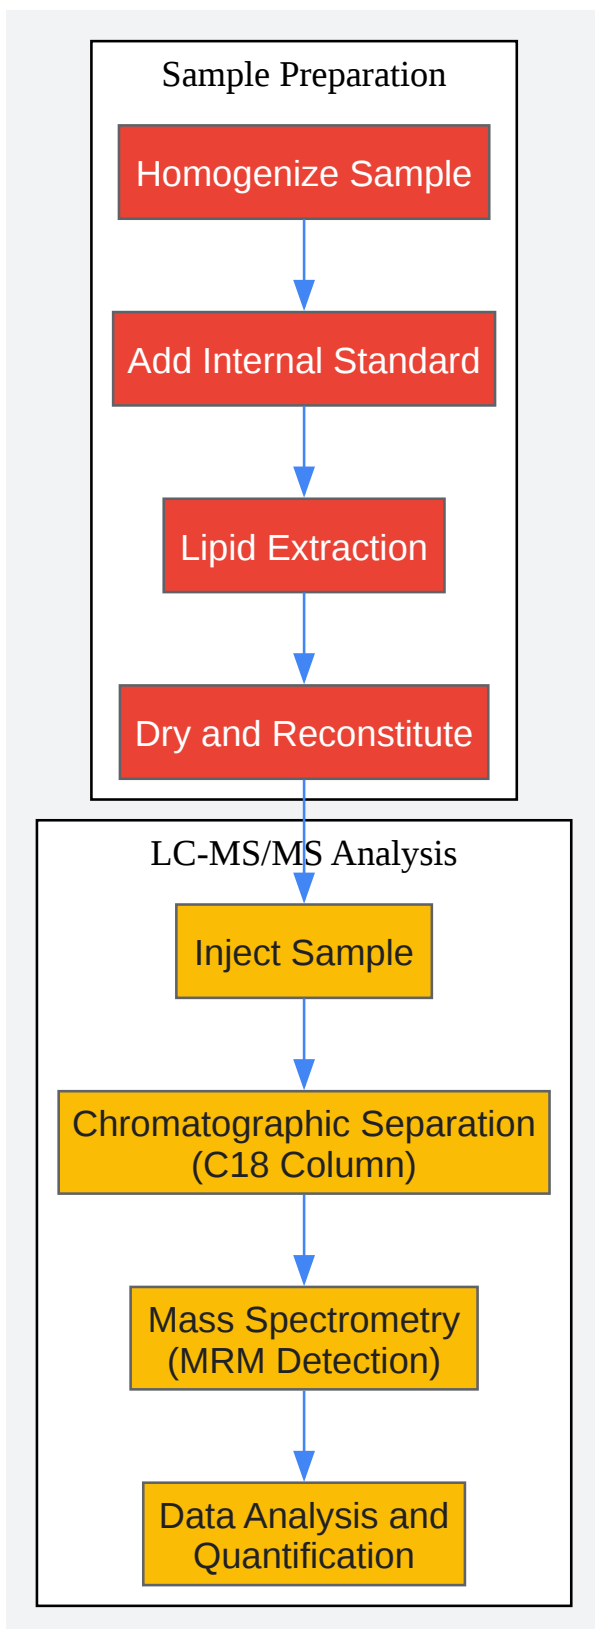 Sample Preparation
Homogenize Sample
Add Internal Standard
Lipid Extraction
Dry and Reconstitute
LC-MS/MS Analysis
Inject Sample
Chromatographic Separation
(C18 Column)
Mass Spectrometry
(MRM Detection)
Data Analysis and
Quantification